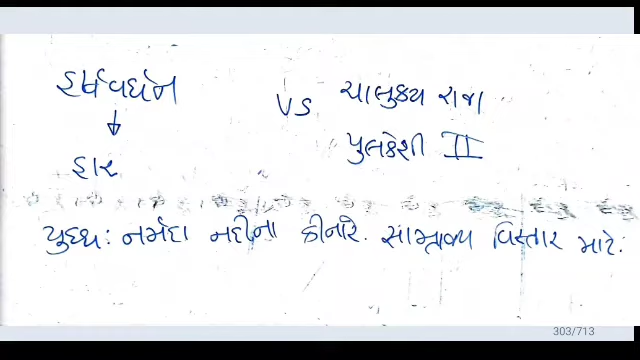 હર્ષવર્ધન VS ચાલુક્ય રાજા
પુલકેશી II
↓
હાર
યુધ્ધ: નર્મદા નદીના કીનારે. સામ્રાજ્ય વિસ્તાર માટે.
303/713